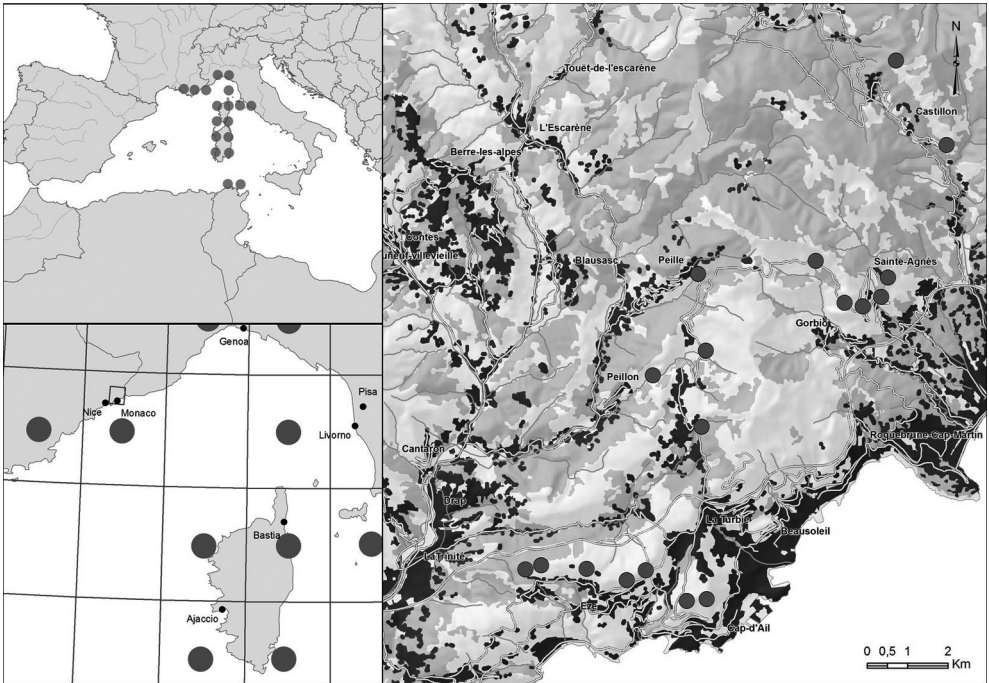 Genoa
Pisa
Nice
Monaco
Livorno
Bastia
Ajaccio
N
Touët-de-l'escarène
Castillon
L'Escarène
Berre-les-alpes
Contes
uneuf-villevieille
Blausasc
Peille
Sainte-Agnès
Gorbio
Peillon
Roquebrune-Cap-Martin
Cantaron
Drap
La Turbie
Beausoleil
La Trinité
Eze
Cap-d'Ail
0 0,5 1 2
Km